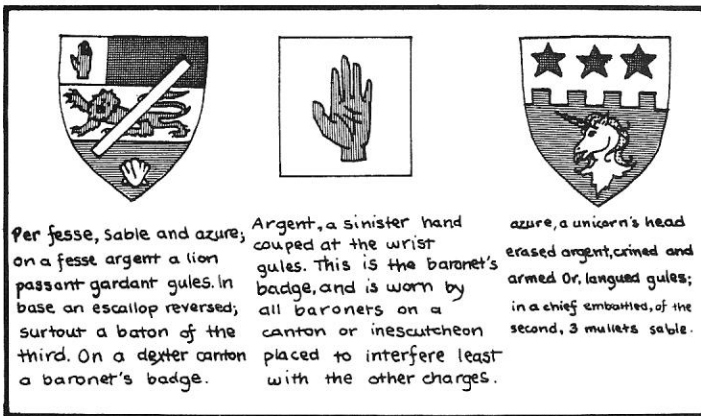 Per fesse, sable and azure;
on a fesse argent a lion
passant gardant gules. In
base an escallop reversed;
surtout a baton of the
third. On a dexter canton
a baronet's badge.
Argent, a sinister hand
couped at the wrist
gules. This is the baronet's
badge, and is worn by
all baronets on a
canton or inescutcheon
placed to interfere least
with the other charges.
azure, a unicorn's head
erased argent, crined and
armed Or, langued gules;
in a chief embattled, of the
second, 3 mullets sable.